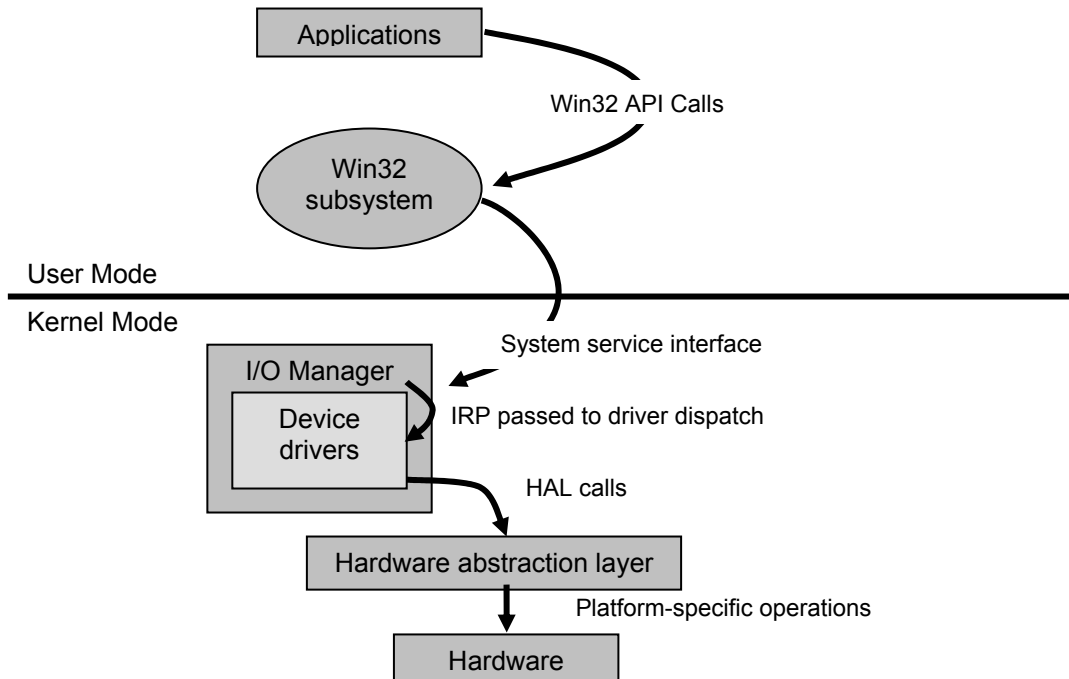 Applications
Win32 API Calls
Win32
subsystem
User Mode
Kernel Mode
System service interface
I/O Manager
IRP passed to driver dispatch
Device
drivers
HAL calls
Hardware abstraction layer
Platform-specific operations
Hardware